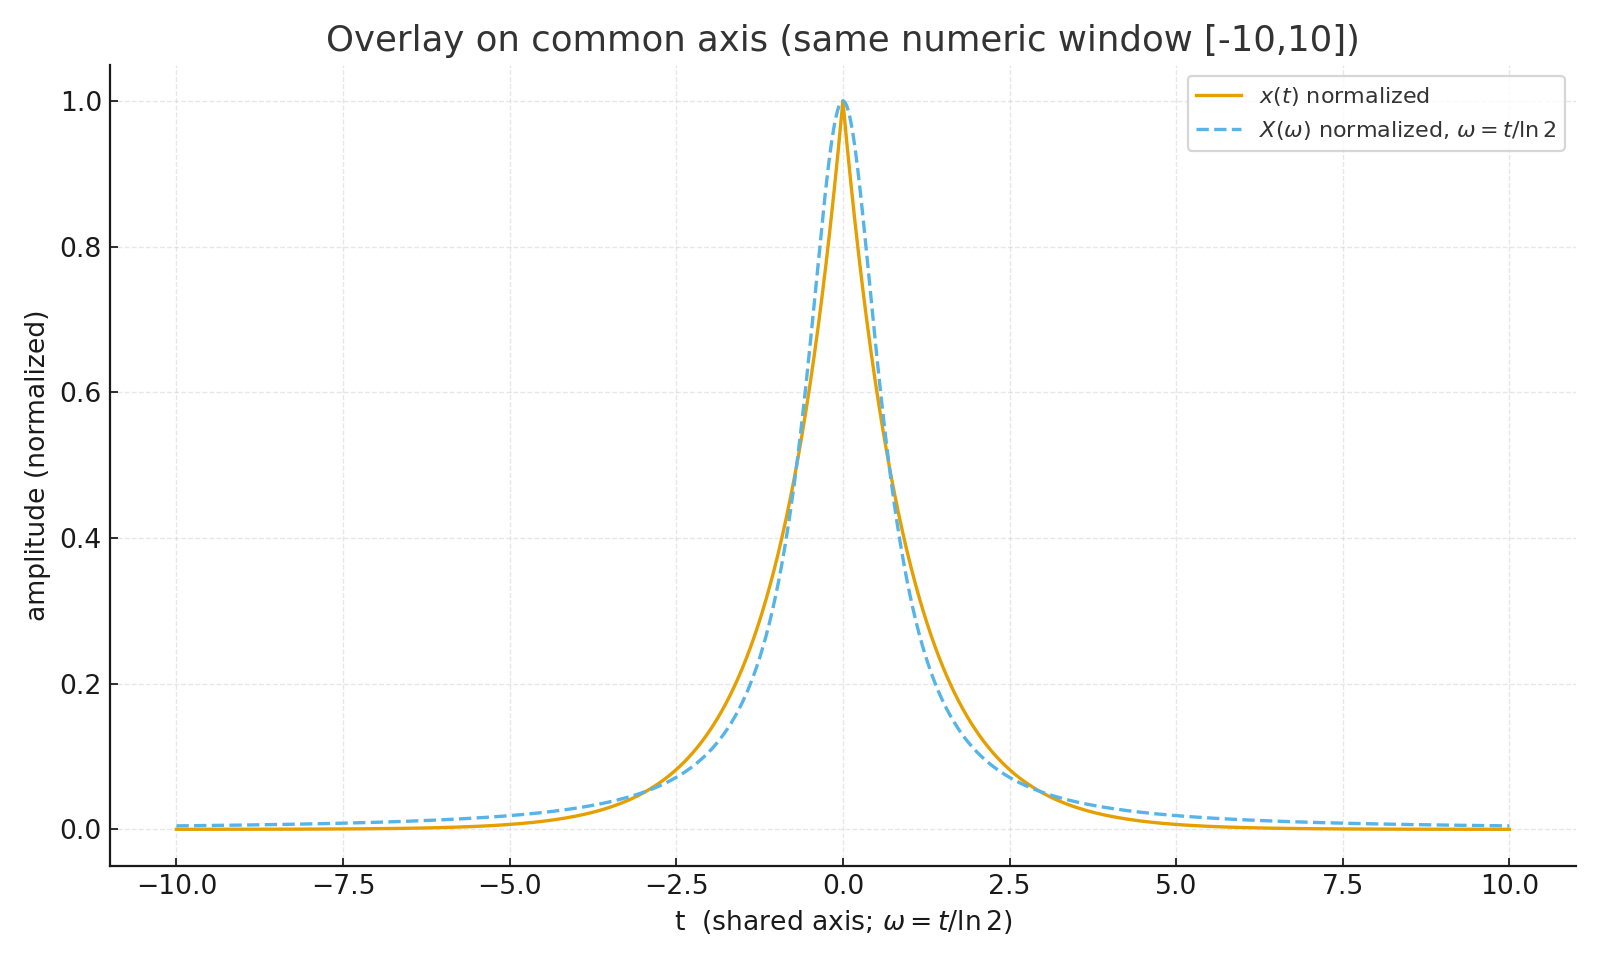 Overlay on common axis (same numeric window [-10,10])
x(t) normalized
X(ω) normalized, ω = t/ln 2
amplitude (normalized)
1.0
0.8
0.6
0.4
0.2
0.0
−10.0 −7.5 −5.0 −2.5 0.0 2.5 5.0 7.5 10.0
t (shared axis; ω = t/ln 2)